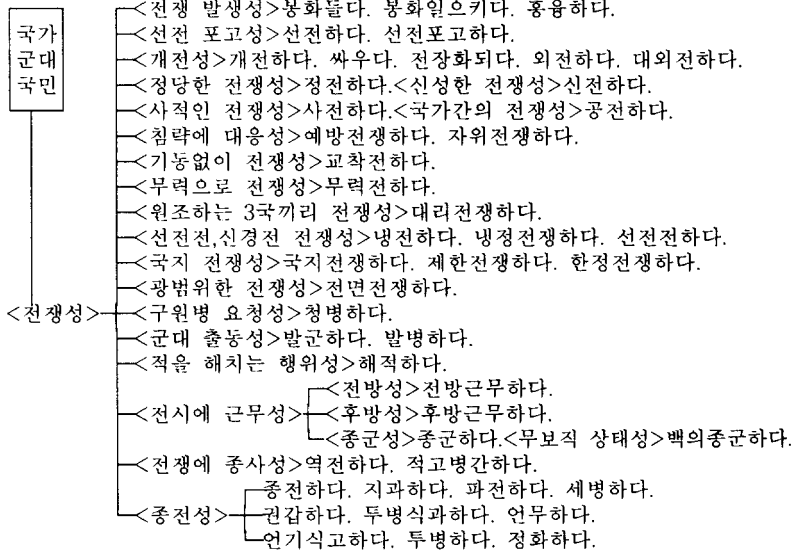 국가
군대
국민
<전쟁 발생성>봉화들다. 봉화일으키다. 흥융하다.
<선전 포고성>선전하다. 선전포고하다.
<개전성>개전하다. 싸우다. 전장화되다. 외전하다. 대외전하다.
<정당한 전쟁성>정전하다.<신성한 전쟁성>신전하다.
<사적인 전쟁성>사전하다.<국가간의 전쟁성>공전하다.
<침략에 대응성>예방전쟁하다. 자위전쟁하다.
<기동없이 전쟁성>교착전하다.
<무력으로 전쟁성>무력전하다.
<원조하는 3국끼리 전쟁성>대리전쟁하다.
<선전전,신경전 전쟁성>냉전하다. 냉정전쟁하다. 선전전하다.
<국지 전쟁성>국지전쟁하다. 제한전쟁하다. 한정전쟁하다.
<광범위한 전쟁성>전면전쟁하다.
<전쟁성> <구원병 요청성>청병하다.
<군대 출동성>발군하다. 발병하다.
<적을 해치는 행위성>해적하다.
<전방성>전방근무하다.
<전시에 근무성> <후방성>후방근무하다.
<종군성>종군하다.<무보직 상태성>백의종군하다.
<전쟁에 종사성>역전하다. 적고병간하다.
종전하다. 지과하다. 파전하다. 세병하다.
<종전성> 권갑하다. 투병식과하다. 언무하다.
언기식고하다. 투병하다. 정화하다.